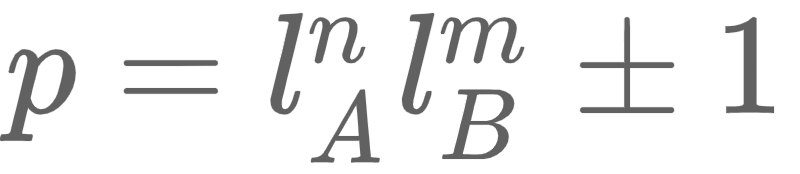 p = l_A^n l_B^m ± 1